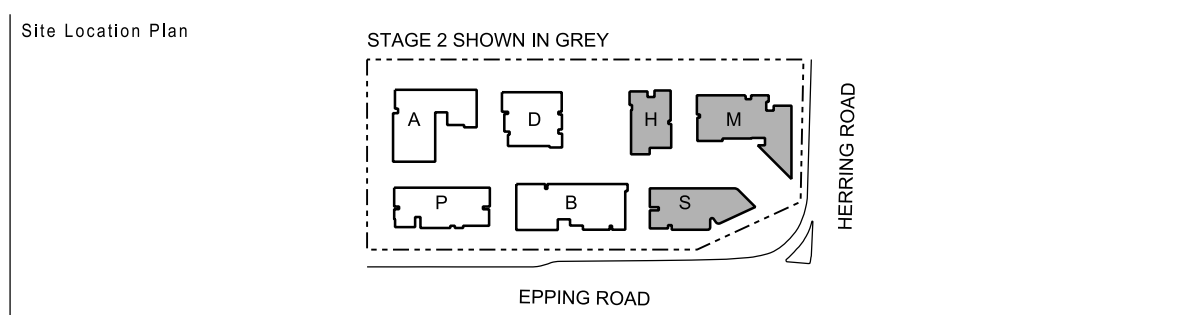 Site Location Plan
STAGE 2 SHOWN IN GREY
A D H M
P B S
HERRING ROAD
EPPING ROAD